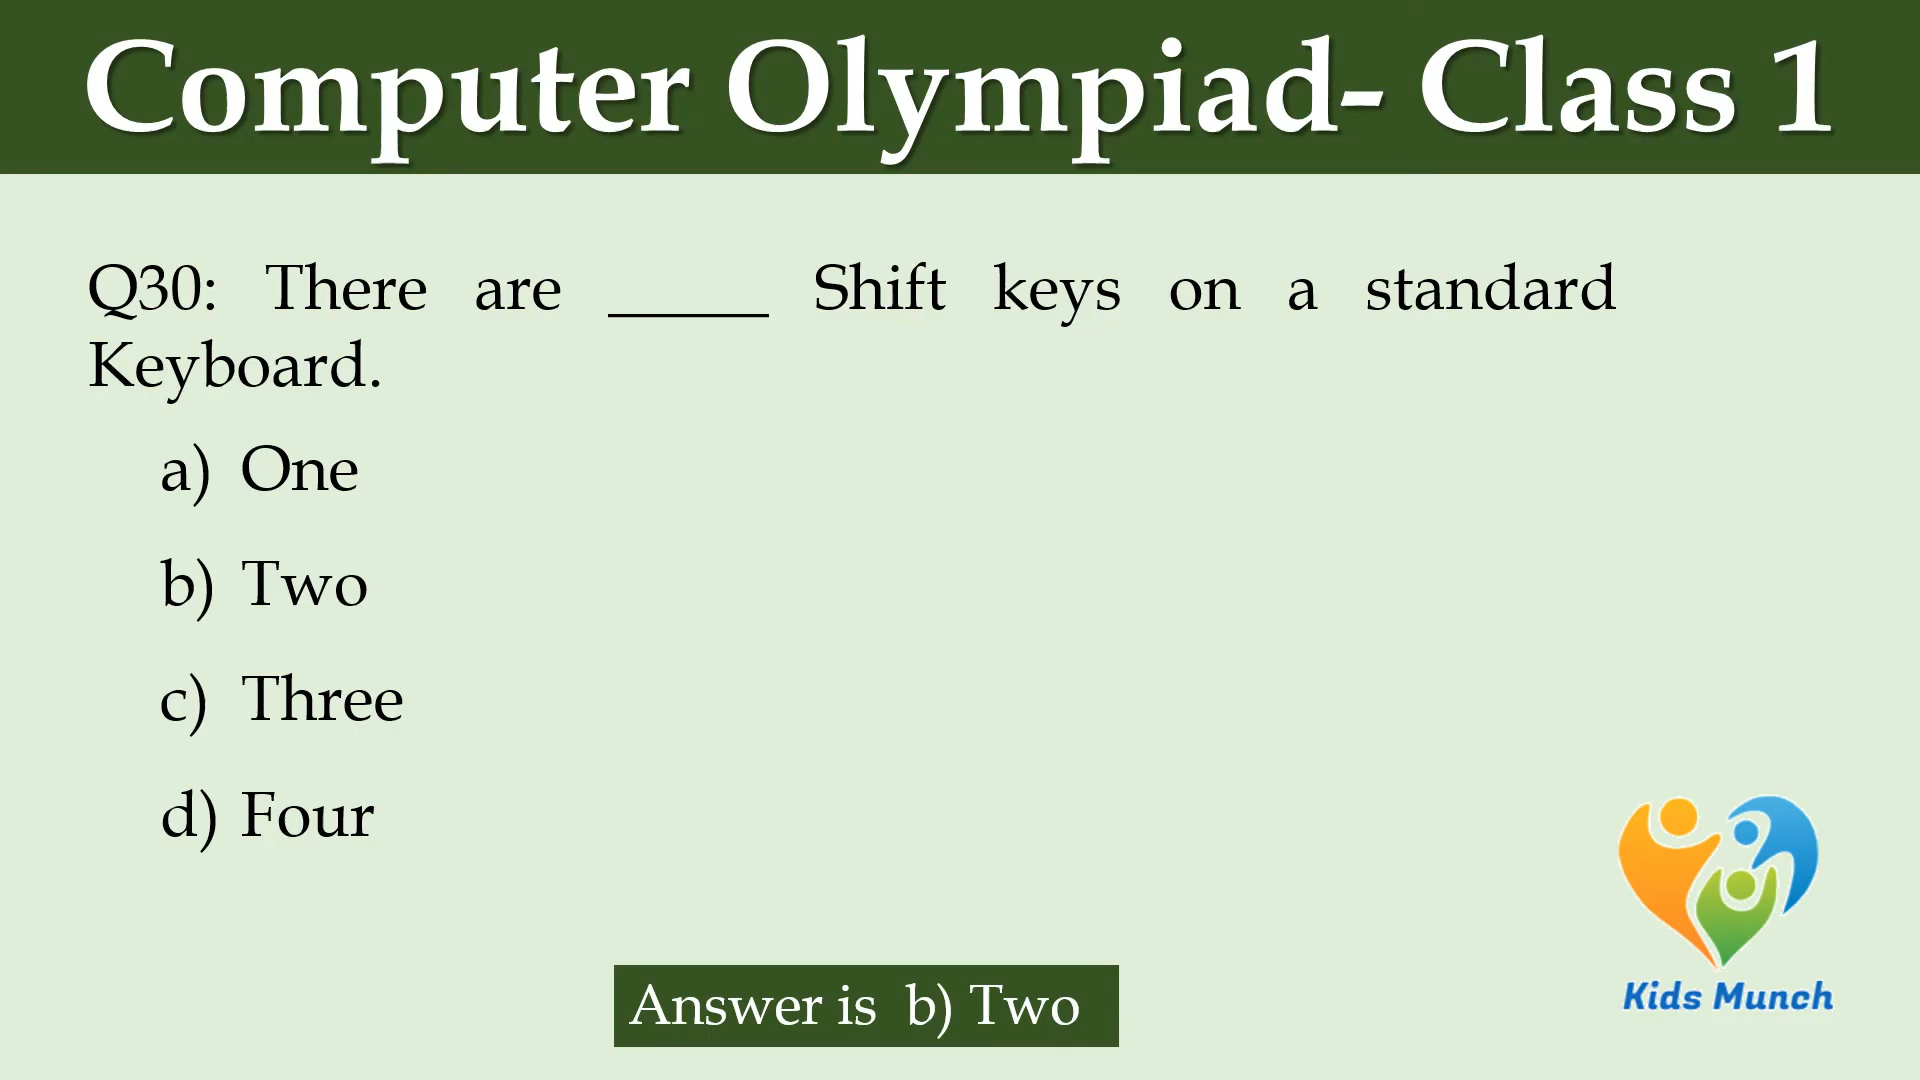 Computer Olympiad- Class 1
Q30: There are _____ Shift keys on a standard
Keyboard.
a) One
b) Two
c) Three
d) Four
Answer is b) Two
Kids Munch